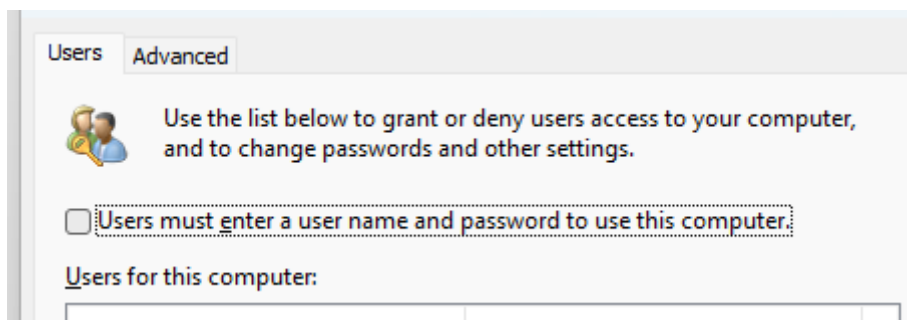 Users Advanced
Use the list below to grant or deny users access to your computer,
and to change passwords and other settings.
Users must enter a user name and password to use this computer.
Users for this computer: